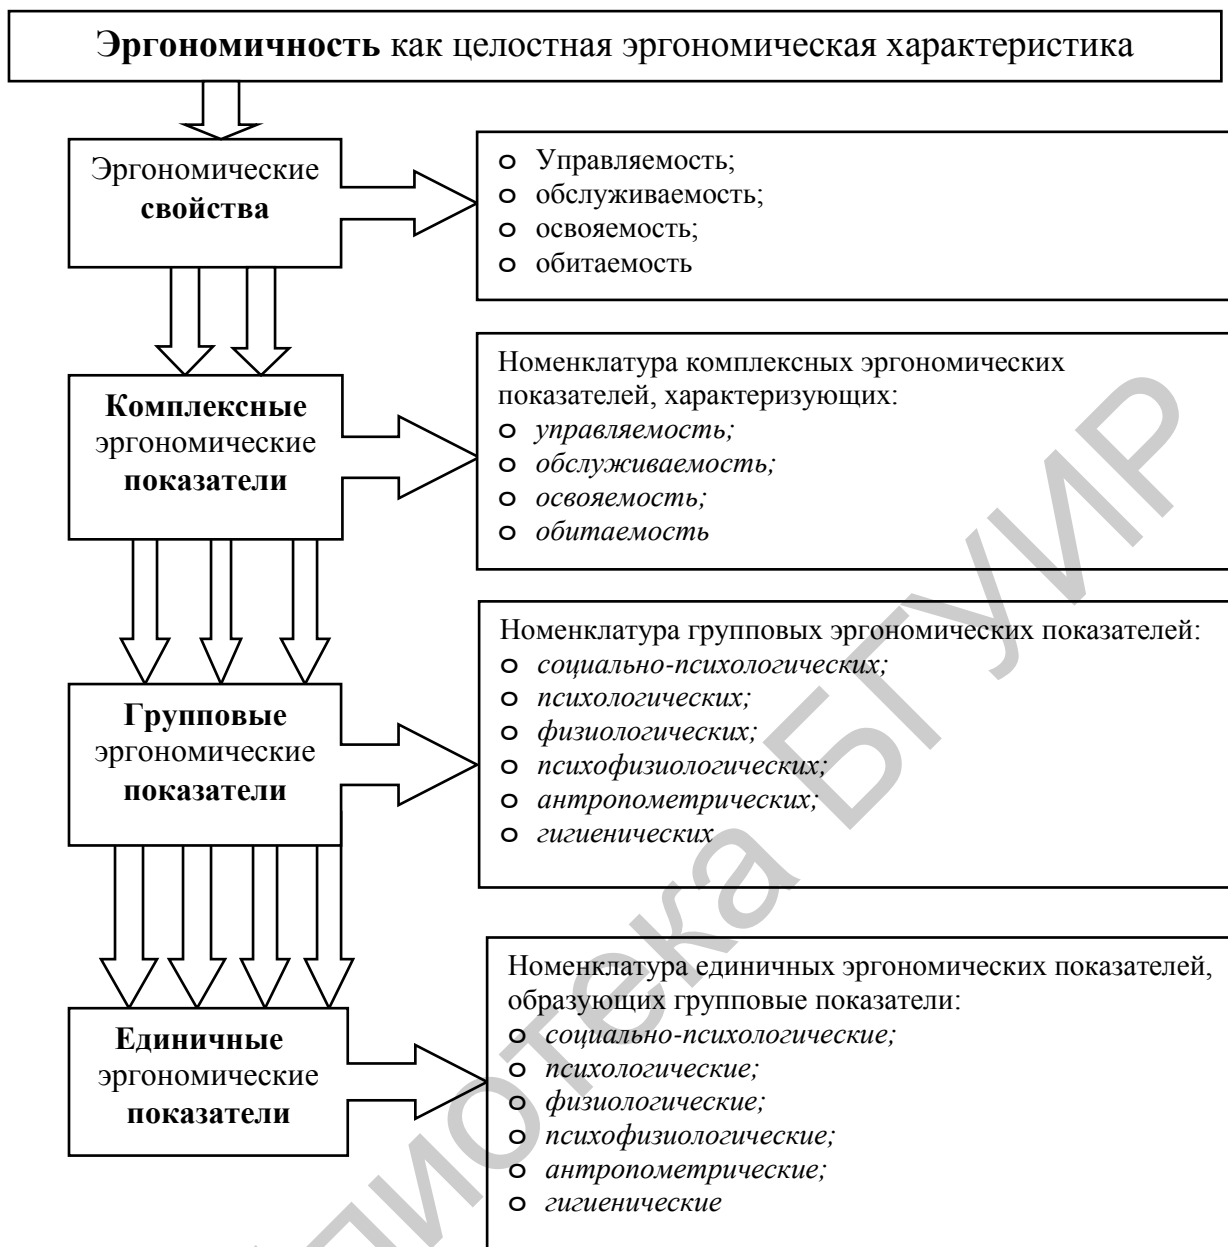 Эргономичность как целостная эргономическая характеристика
Эргономические
свойства
o Управляемость;
o обслуживаемость;
o освояемость;
o обитаемость
Комплексные
эргономические
показатели
Номенклатура комплексных эргономических
показателей, характеризующих:
o управляемость;
o обслуживаемость;
o освояемость;
o обитаемость
Групповые
эргономические
показатели
Номенклатура групповых эргономических показателей:
o социально-психологических;
o психологических;
o физиологических;
o психофизиологических;
o антропометрических;
o гигиенических
Единичные
эргономические
показатели
Номенклатура единичных эргономических показателей,
образующих групповые показатели:
o социально-психологические;
o психологические;
o физиологические;
o психофизиологические;
o антропометрические;
o гигиенические
лиотека БГУИР